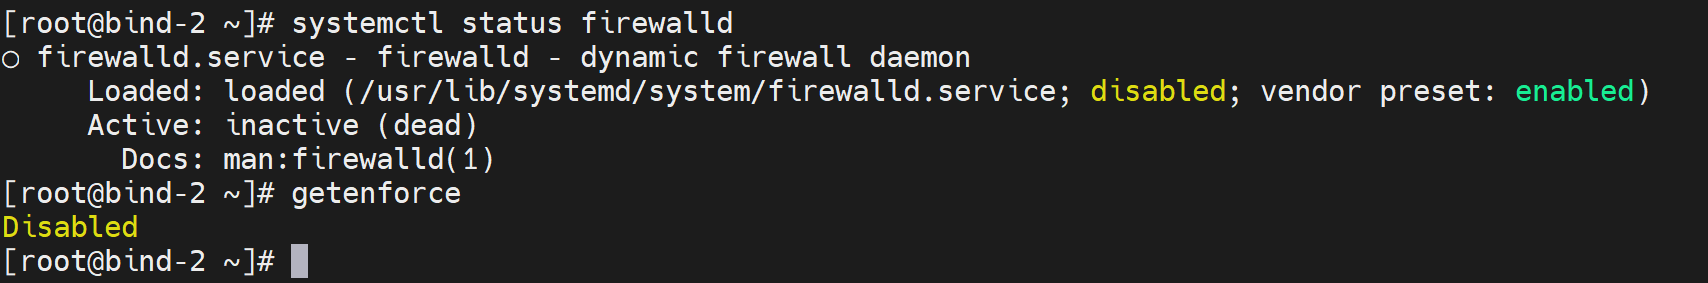 [root@bind-2 ~]# systemctl status firewalld
○ firewalld.service - firewalld - dynamic firewall daemon
     Loaded: loaded (/usr/lib/systemd/system/firewalld.service; disabled; vendor preset: enabled)
     Active: inactive (dead)
       Docs: man:firewalld(1)
[root@bind-2 ~]# getenforce
Disabled
[root@bind-2 ~]#